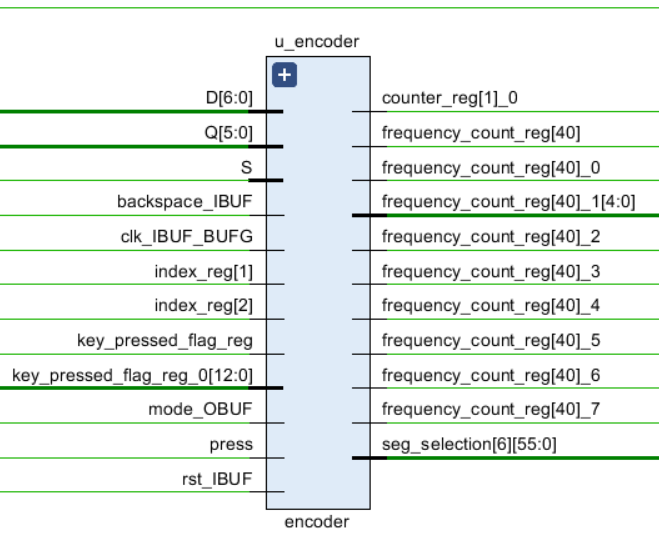 u_encoder
+
D[6:0]
counter_reg[1]_0
Q[5:0]
frequency_count_reg[40]
S
frequency_count_reg[40]_0
backspace_IBUF
frequency_count_reg[40]_1[4:0]
clk_IBUF_BUFG
frequency_count_reg[40]_2
index_reg[1]
frequency_count_reg[40]_3
index_reg[2]
frequency_count_reg[40]_4
key_pressed_flag_reg
frequency_count_reg[40]_5
key_pressed_flag_reg_0[12:0]
frequency_count_reg[40]_6
mode_OBUF
frequency_count_reg[40]_7
press
seg_selection[6][55:0]
rst_IBUF
encoder